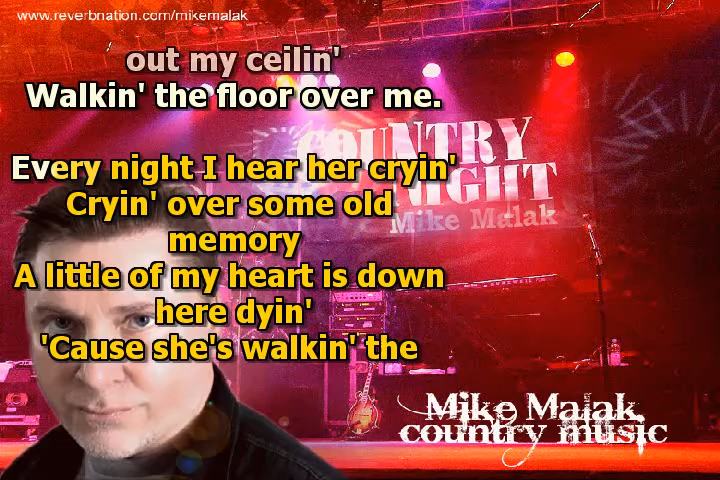 www.reverbnation.com/mikemalak
out my ceilin'
Walkin' the floor over me.
Every night I hear her cryin'
Cryin' over some old
memory
A little of my heart is down
here dyin'
'Cause she's walkin' the
COUNTRY
NIGHT
Mike Malak
Mike Malak
country music